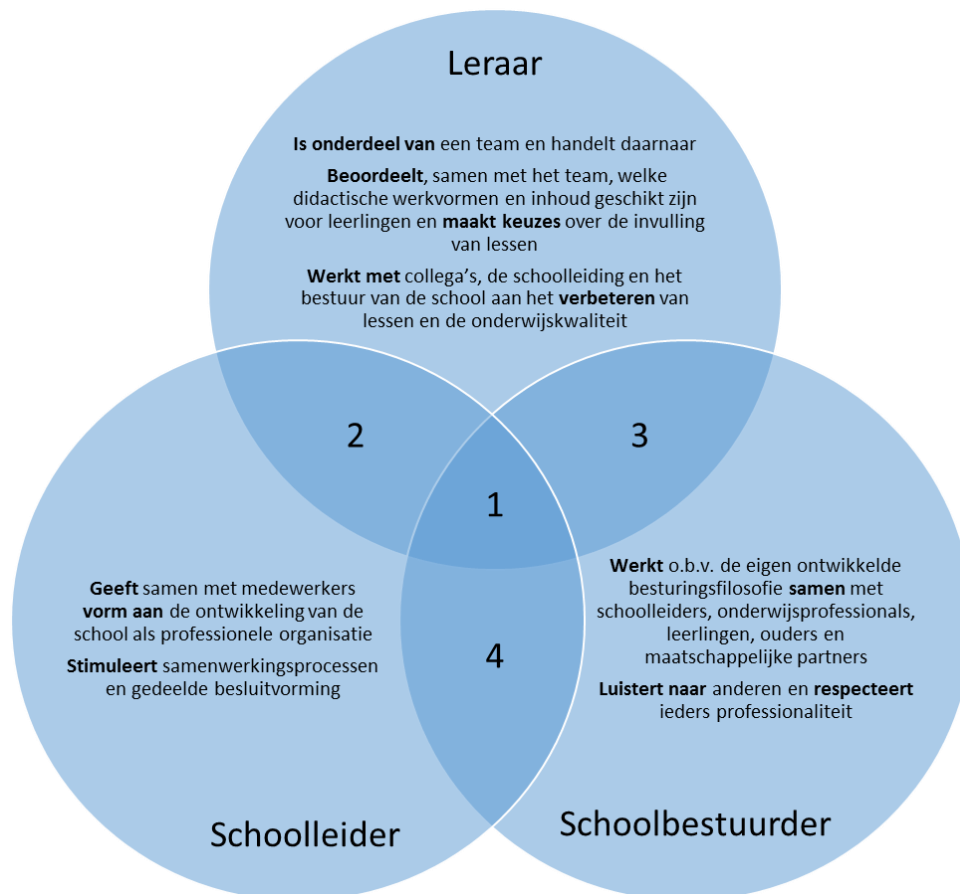 Leraar
Is onderdeel van een team en handelt daarnaar
Beoordeelt, samen met het team, welke
didactische werkvormen en inhoud geschikt zijn
voor leerlingen en maakt keuzes over de invulling
van lessen
Werkt met collega's, de schoolleiding en het
bestuur van de school aan het verbeteren van
lessen en de onderwijskwaliteit
2
3
1
Geeft samen met medewerkers
vorm aan de ontwikkeling van de
school als professionele organisatie
Stimuleert samenwerkingsprocessen
en gedeelde besluitvorming
4
Werkt o.b.v. de eigen ontwikkelde
besturingsfilosofie samen met
schoolleiders, onderwijsprofessionals,
leerlingen, ouders en
maatschappelijke partners
Luistert naar anderen en respecteert
ieders professionaliteit
Schoolleider
Schoolbestuurder